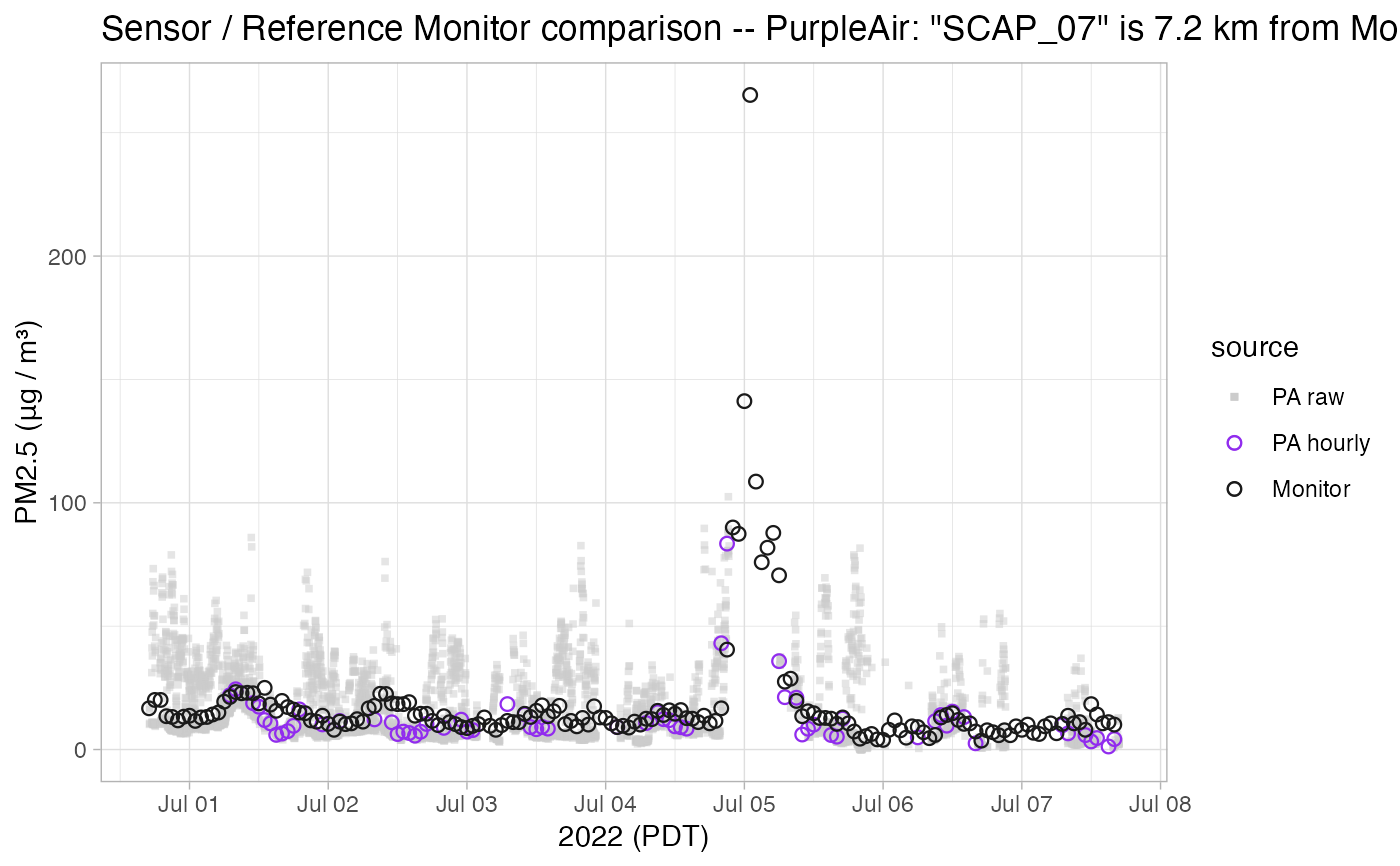 Sensor / Reference Monitor comparison -- PurpleAir: "SCAP_07" is 7.2 km from Mo
PM2.5 (µg / m³)
200
100
0
Jul 01 Jul 02 Jul 03 Jul 04 Jul 05 Jul 06 Jul 07 Jul 08
2022 (PDT)
source
PA raw
PA hourly
Monitor